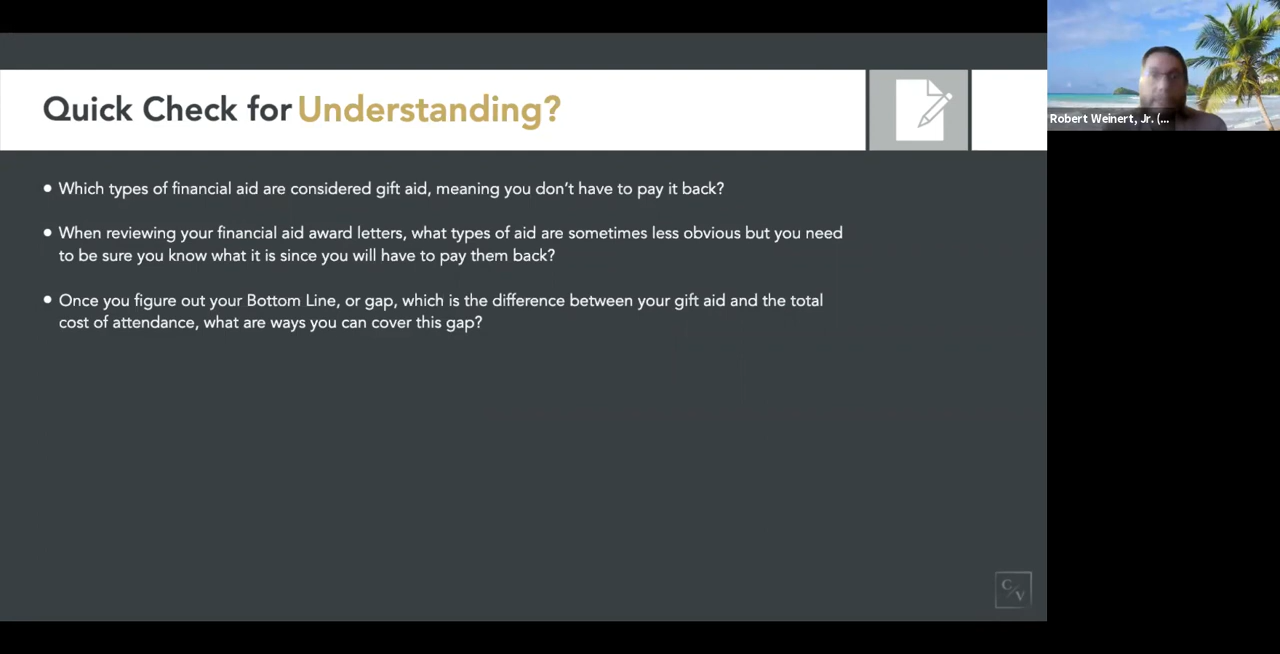 Quick Check for Understanding?
• Which types of financial aid are considered gift aid, meaning you don't have to pay it back?
• When reviewing your financial aid award letters, what types of aid are sometimes less obvious but you need
to be sure you know what it is since you will have to pay them back?
• Once you figure out your Bottom Line, or gap, which is the difference between your gift aid and the total
cost of attendance, what are ways you can cover this gap?
Robert Weinert, Jr. (...
C/V